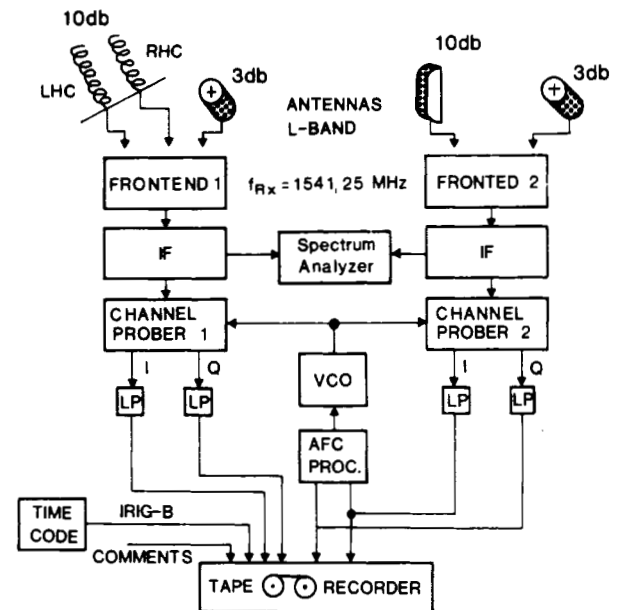 10db
RHC
LHC
3db
10db
3db
ANTENNAS
L-BAND
FRONTEND 1
fRx = 1541, 25 MHz
FRONTED 2
IF
Spectrum
Analyzer
IF
CHANNEL
PROBER 1
CHANNEL
PROBER 2
I
Q
VCO
I
Q
LP
LP
LP
LP
AFC
PROC.
TIME
CODE
IRIG-B
COMMENTS
TAPE
RECORDER